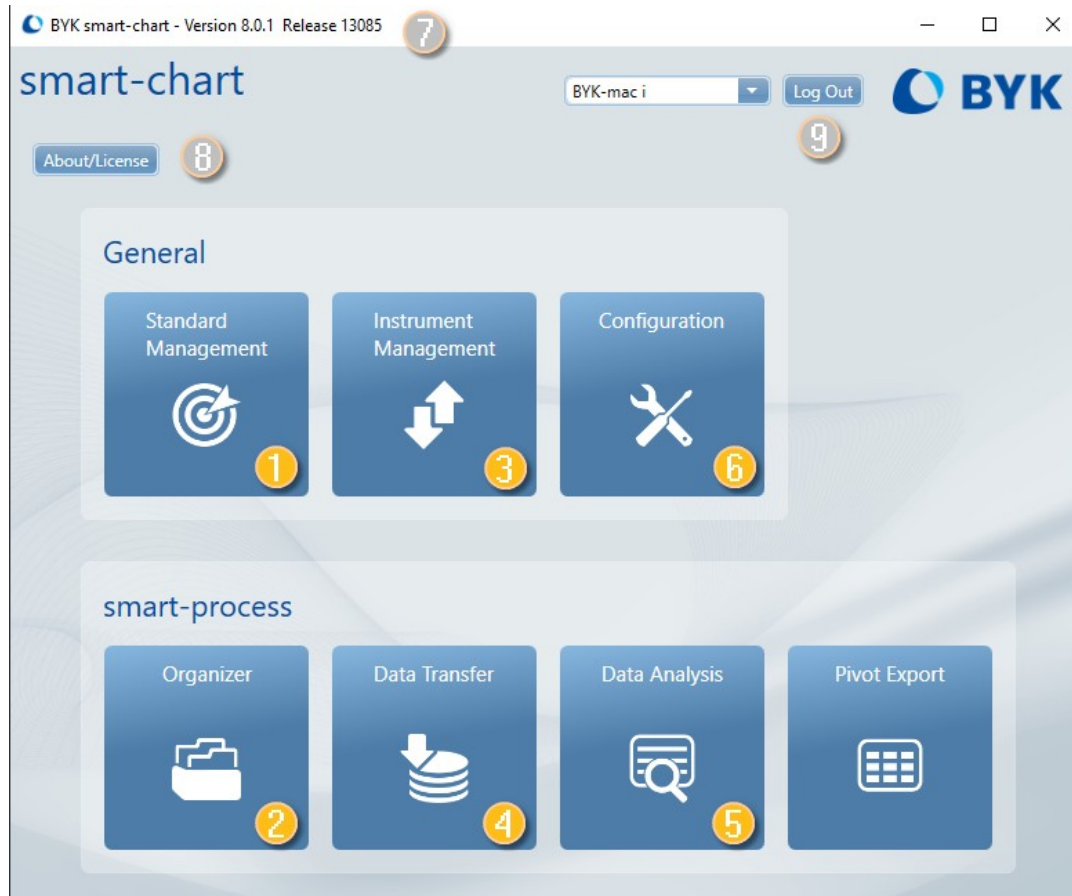 BYK smart-chart - Version 8.0.1 Release 13085
7
smart-chart
BYK-mac i
Log Out
BYK
9
About/License
8
General
Standard
Management
1
Instrument
Management
3
Configuration
6
smart-process
Organizer
2
Data Transfer
4
Data Analysis
5
Pivot Export